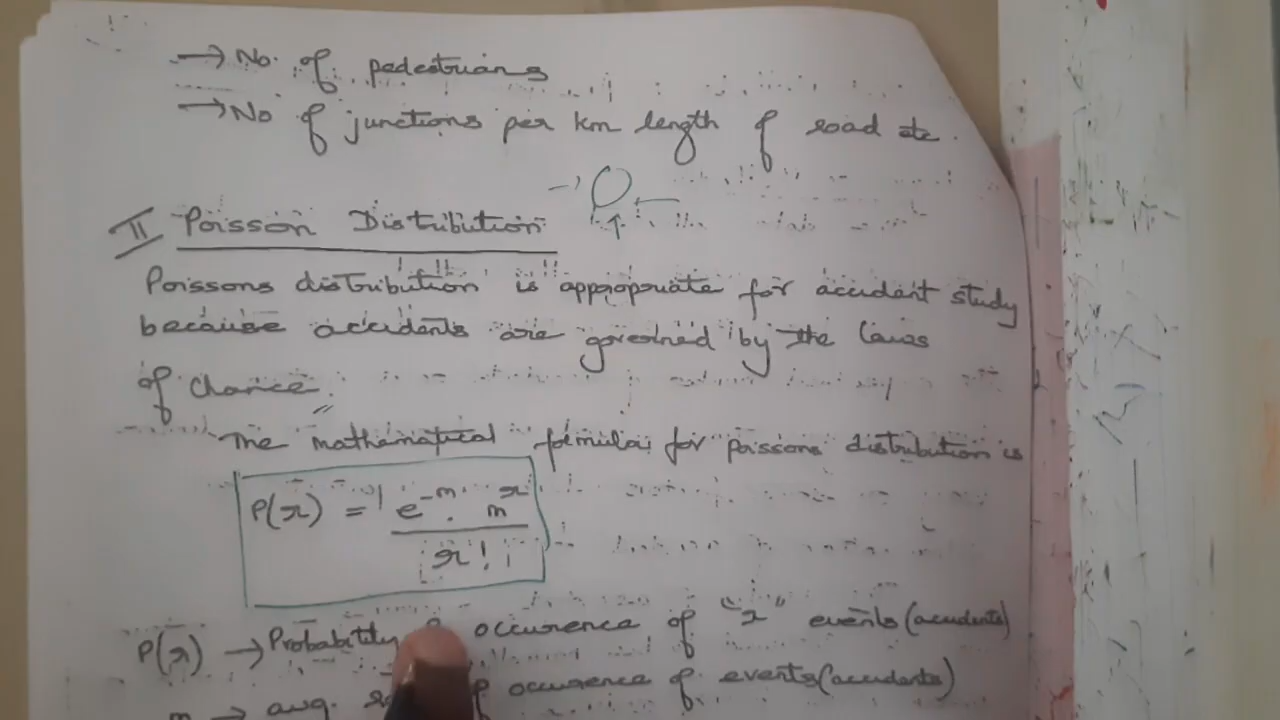 → No. of pedestrians
→ No of junctions per km length of road etc.
II Poisson Distribution
Poissons distribution is appropriate for accident study
because accidents are governed by the laws
of chance.
The mathematical formula for poissons distribution is
P(x) = e^-m . m^x / x!
P(x) → Probability occurence of "x" events (accidents)
m → avg. of occurence of events (accidents)